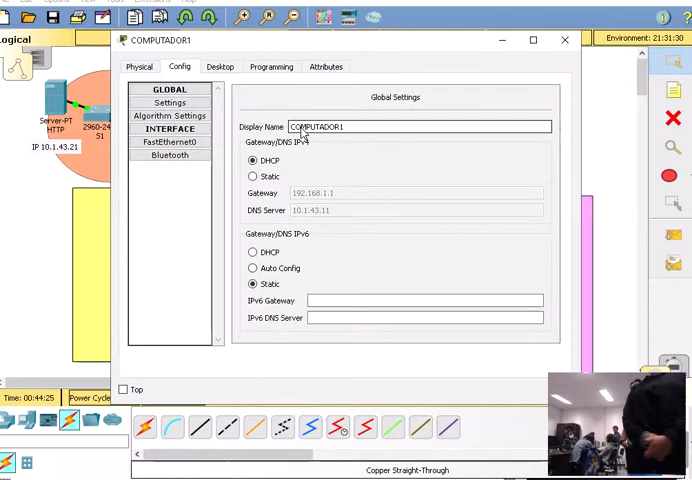 Logical
Environment: 21:31:30
COMPUTADOR1
Physical
Config
Desktop
Programming
Attributes
GLOBAL
Settings
Algorithm Settings
INTERFACE
FastEthernet0
Bluetooth
Global Settings
Display Name
COMPUTADOR1
Gateway/DNS IPv4
DHCP
Static
Gateway
192.168.1.1
DNS Server
10.1.43.11
Gateway/DNS IPv6
DHCP
Auto Config
Static
IPv6 Gateway
IPv6 DNS Server
Server-PT
HTTP
2960-24
S1
IP 10.1.43.21
Top
Time: 00:44:25
Power Cycle
Copper Straight-Through